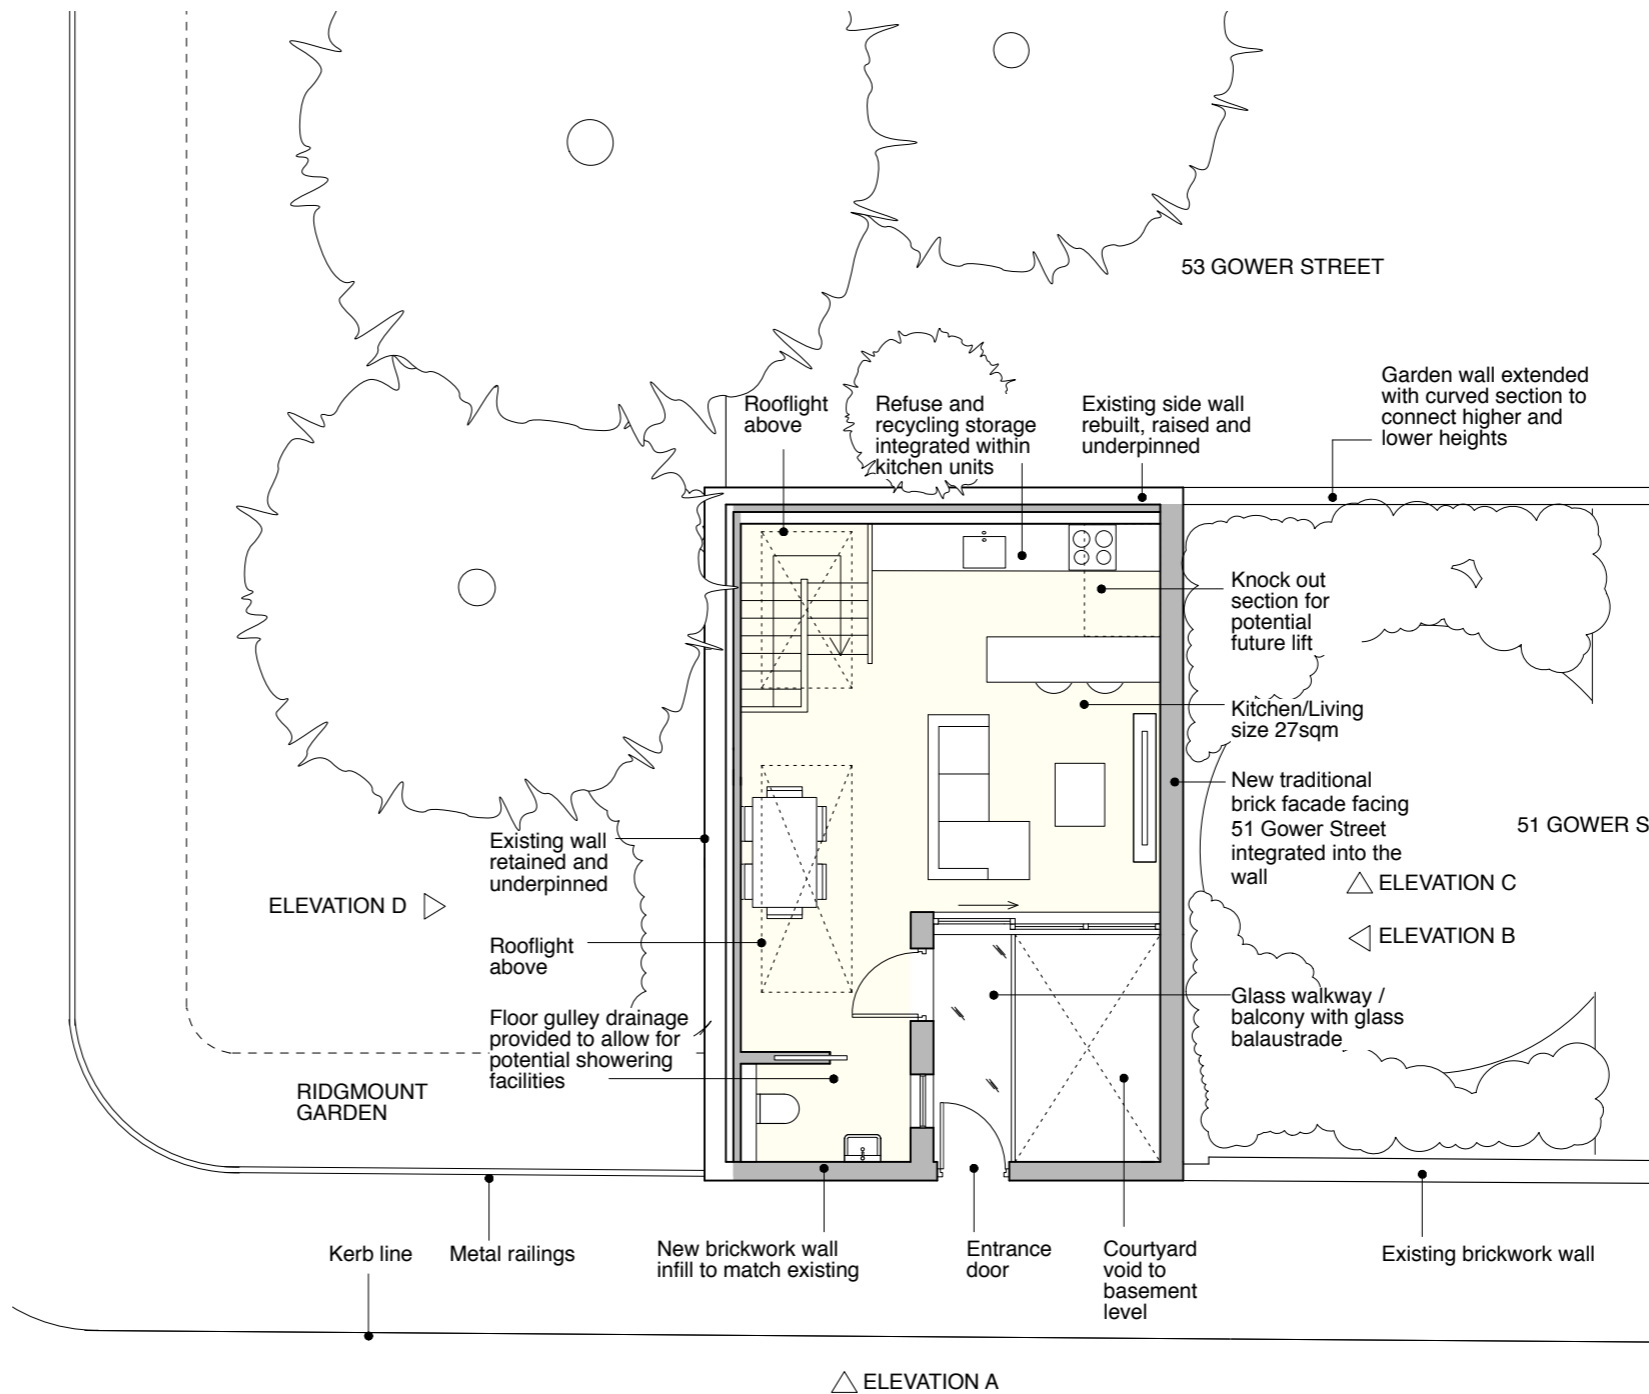 53 GOWER STREET
Garden wall extended
with curved section to
connect higher and
lower heights
Rooflight
above
Refuse and
recycling storage
integrated within
kitchen units
Existing side wall
rebuilt, raised and
underpinned
Knock out
section for
potential
future lift
Kitchen/Living
size 27sqm
New traditional
brick facade facing
51 Gower Street
integrated into the
wall
51 GOWER S
Existing wall
retained and
underpinned
ELEVATION D
ELEVATION C
ELEVATION B
Rooflight
above
Glass walkway /
balcony with glass
balaustrade
Floor gulley drainage
provided to allow for
potential showering
facilities
RIDGMOUNT
GARDEN
Kerb line
Metal railings
New brickwork wall
infill to match existing
Entrance
door
Courtyard
void to
basement
level
Existing brickwork wall
ELEVATION A